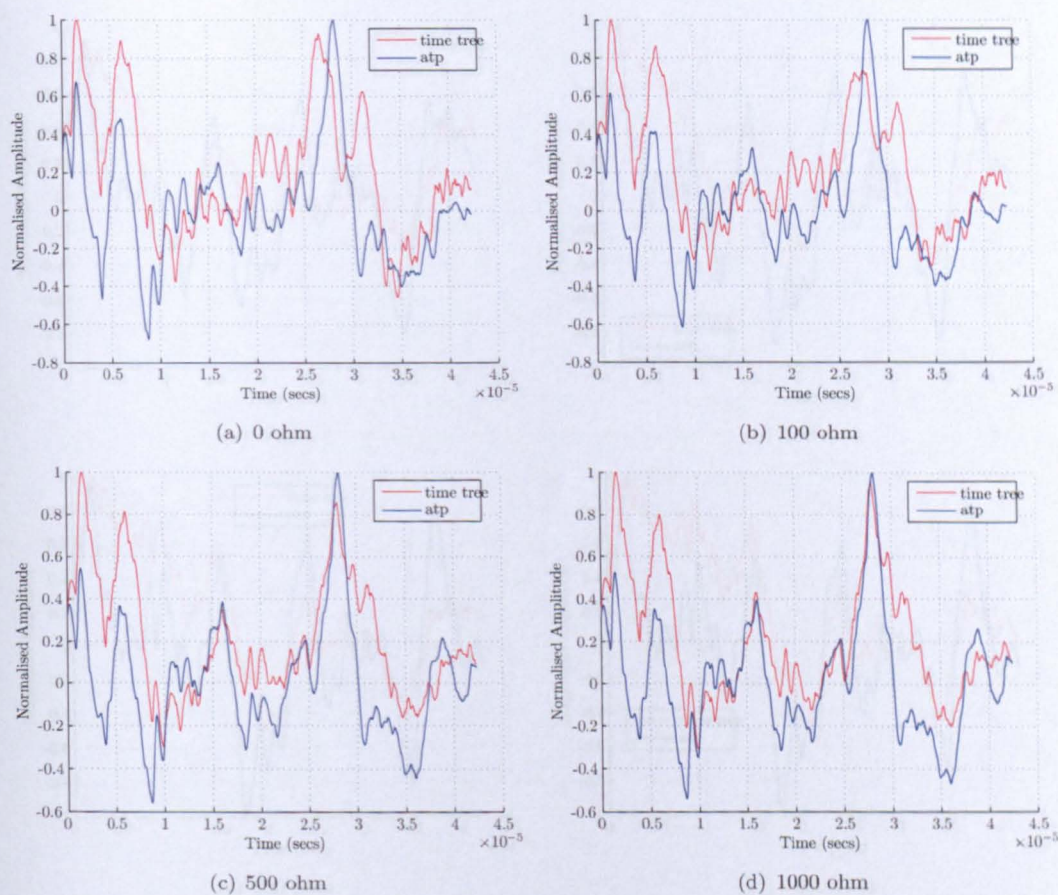 1
0.8
0.6
0.4
0.2
0
-0.2
-0.4
-0.6
-0.8
Normalised Amplitude
time tree
atp
0 0.5 1 1.5 2 2.5 3 3.5 4 4.5
Time (secs)
×10⁻⁵
(a) 0 ohm
1
0.8
0.6
0.4
0.2
0
-0.2
-0.4
-0.6
-0.8
Normalised Amplitude
time tree
atp
0 0.5 1 1.5 2 2.5 3 3.5 4 4.5
Time (secs)
×10⁻⁵
(b) 100 ohm
1
0.8
0.6
0.4
0.2
0
-0.2
-0.4
-0.6
Normalised Amplitude
time tree
atp
0 0.5 1 1.5 2 2.5 3 3.5 4 4.5
Time (secs)
×10⁻⁵
(c) 500 ohm
1
0.8
0.6
0.4
0.2
0
-0.2
-0.4
-0.6
Normalised Amplitude
time tree
atp
0 0.5 1 1.5 2 2.5 3 3.5 4 4.5
Time (secs)
×10⁻⁵
(d) 1000 ohm